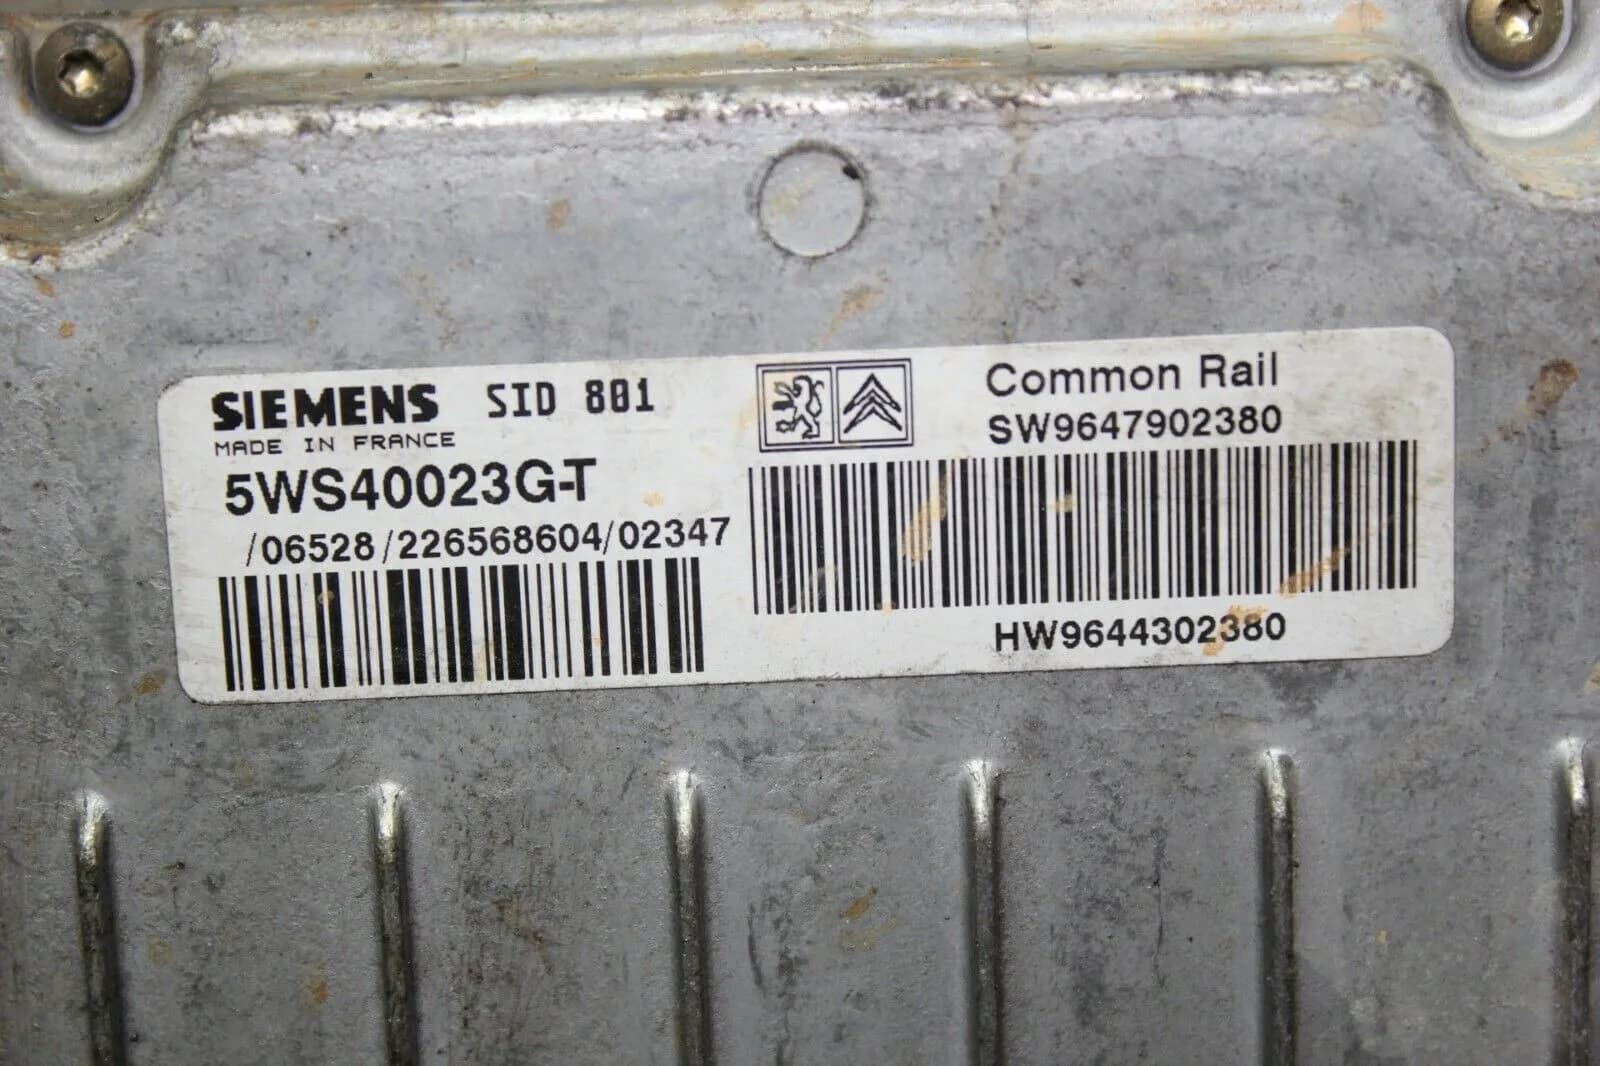 SIEMENS SID 801
MADE IN FRANCE
5WS40023G-T
/06528/226568604/02347
Common Rail
SW9647902380
HW9644302380